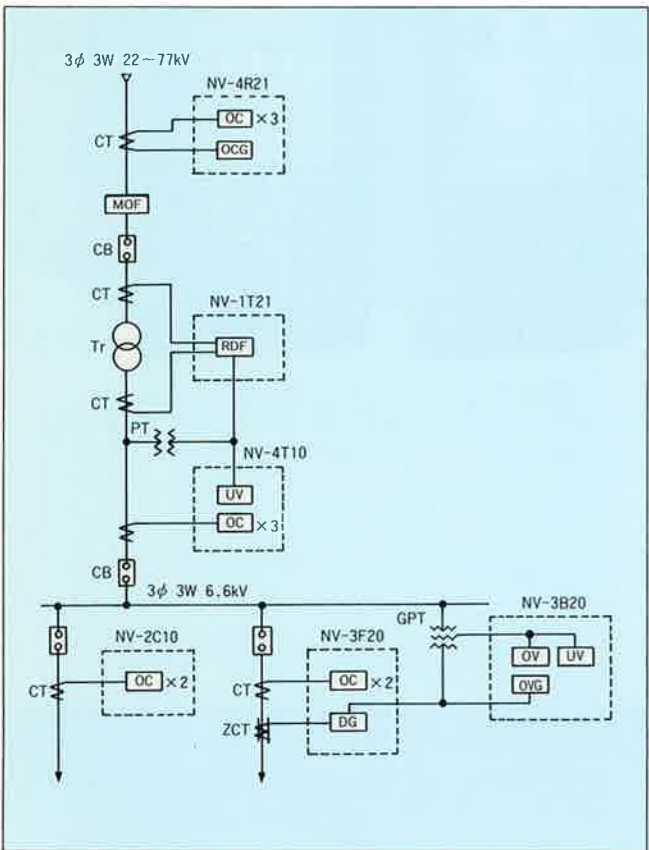 3φ 3W 22～77kV
NV-4R21
OC ×3
CT
OCG
MOF
CB
CT
NV-1T21
Tr
RDF
CT
PT
NV-4T10
UV
OC ×3
CB
3φ 3W 6.6kV
NV-2C10
NV-3F20
GPT
NV-3B20
OC ×2
CT
OC ×2
CT
OV
UV
OVG
ZCT
DG